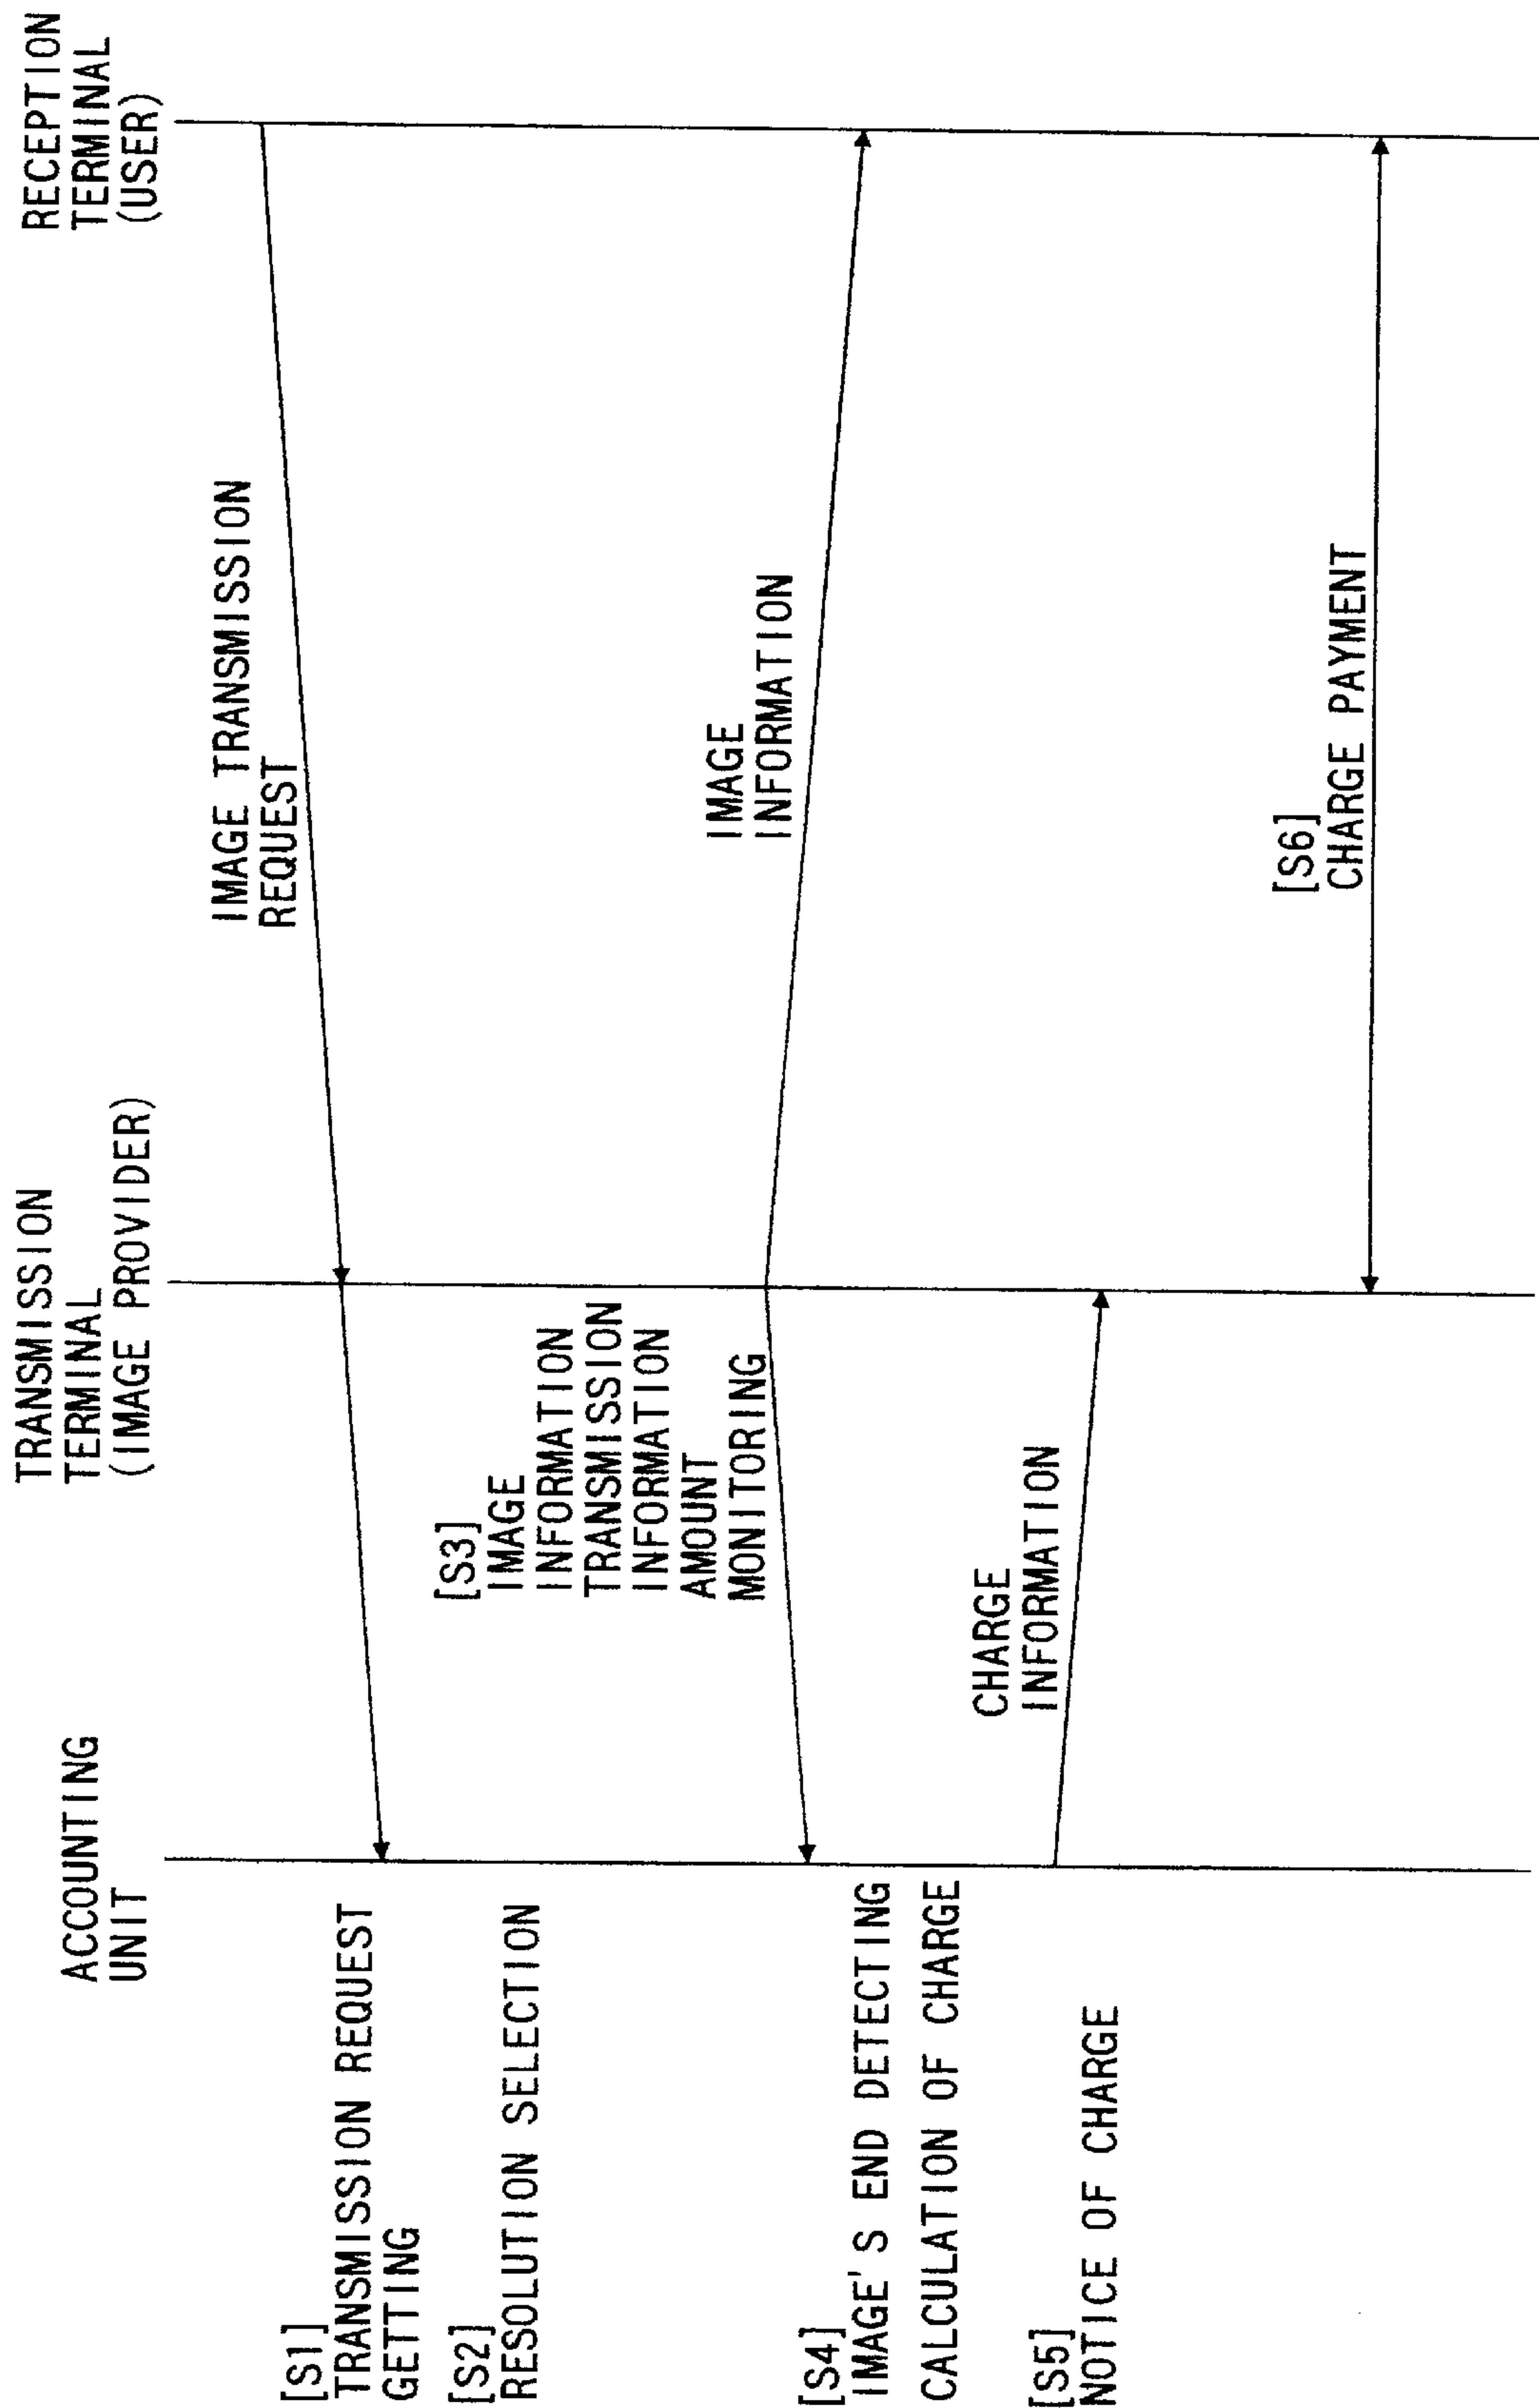 ACCOUNTING
UNIT
TRANSMISSION
TERMINAL
(IMAGE PROVIDER)
RECEPTION
TERMINAL
(USER)
IMAGE TRANSMISSION
REQUEST
[S1]
TRANSMISSION REQUEST
GETTING
[S2]
RESOLUTION SELECTION
[S3]
IMAGE
INFORMATION
TRANSMISSION
INFORMATION
AMOUNT
MONITORING
IMAGE
INFORMATION
[S4]
IMAGE'S END DETECTING
CALCULATION OF CHARGE
CHARGE
INFORMATION
[S5]
NOTICE OF CHARGE
[S6]
CHARGE PAYMENT